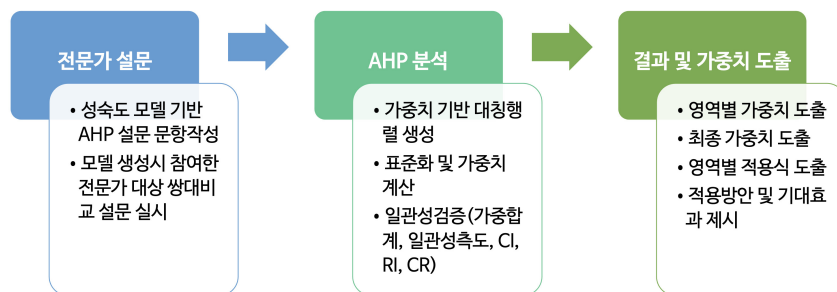 전문가 설문
• 성숙도 모델 기반
AHP 설문 문항작성
• 모델 생성시 참여한
전문가 대상 쌍대비
교 설문 실시
AHP 분석
• 가중치 기반 대칭행
렬 생성
• 표준화 및 가중치
계산
• 일관성검증(가중합
계, 일관성측도, CI,
RI, CR)
결과 및 가중치 도출
• 영역별 가중치 도출
• 최종 가중치 도출
• 영역별 적용식 도출
• 적용방안 및 기대효
과 제시